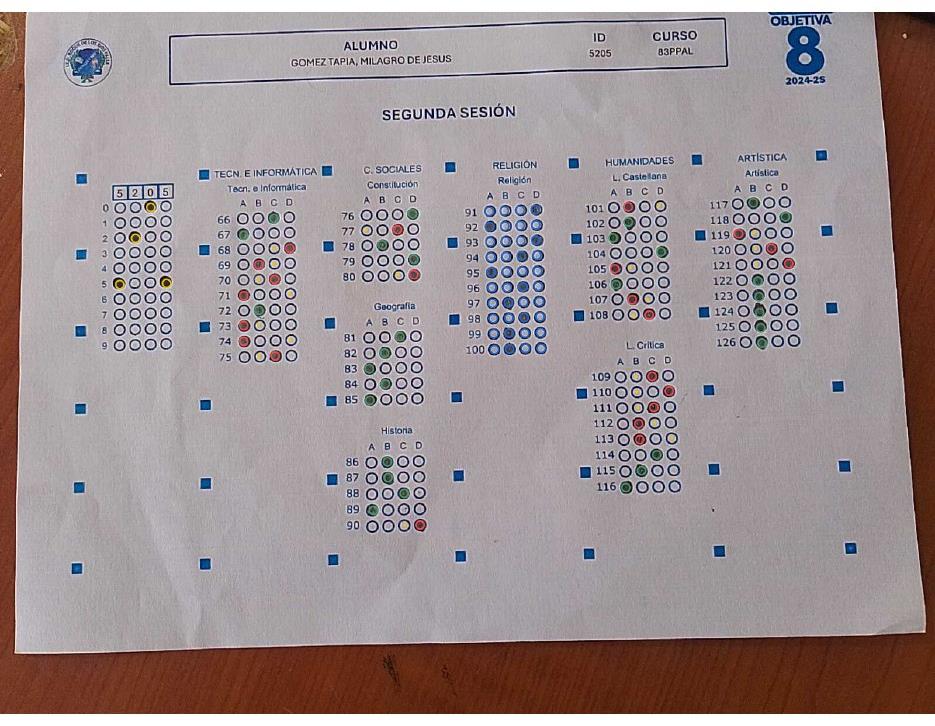 OBJETIVA
8
2024-25
ALUMNO
GOMEZ TAPIA, MILAGRO DE JESUS
ID
5205
CURSO
83PPAL
SEGUNDA SESIÓN
5 2 0 5
0
1
2
3
4
5
6
7
8
9
TECN. E INFORMÁTICA
Tecn. e Informática
A B C D
66
67
68
69
70
71
72
73
74
75
C. SOCIALES
Constitución
A B C D
76
77
78
79
80
Geografia
A B C D
81
82
83
84
85
Historia
A B C D
86
87
88
89
90
RELIGIÓN
Religión
A B C D
91
92
93
94
95
96
97
98
99
100
HUMANIDADES
L. Castellana
A B C D
101
102
103
104
105
106
107
108
L. Crítica
A B C D
109
110
111
112
113
114
115
116
ARTÍSTICA
Artística
A B C D
117
118
119
120
121
122
123
124
125
126